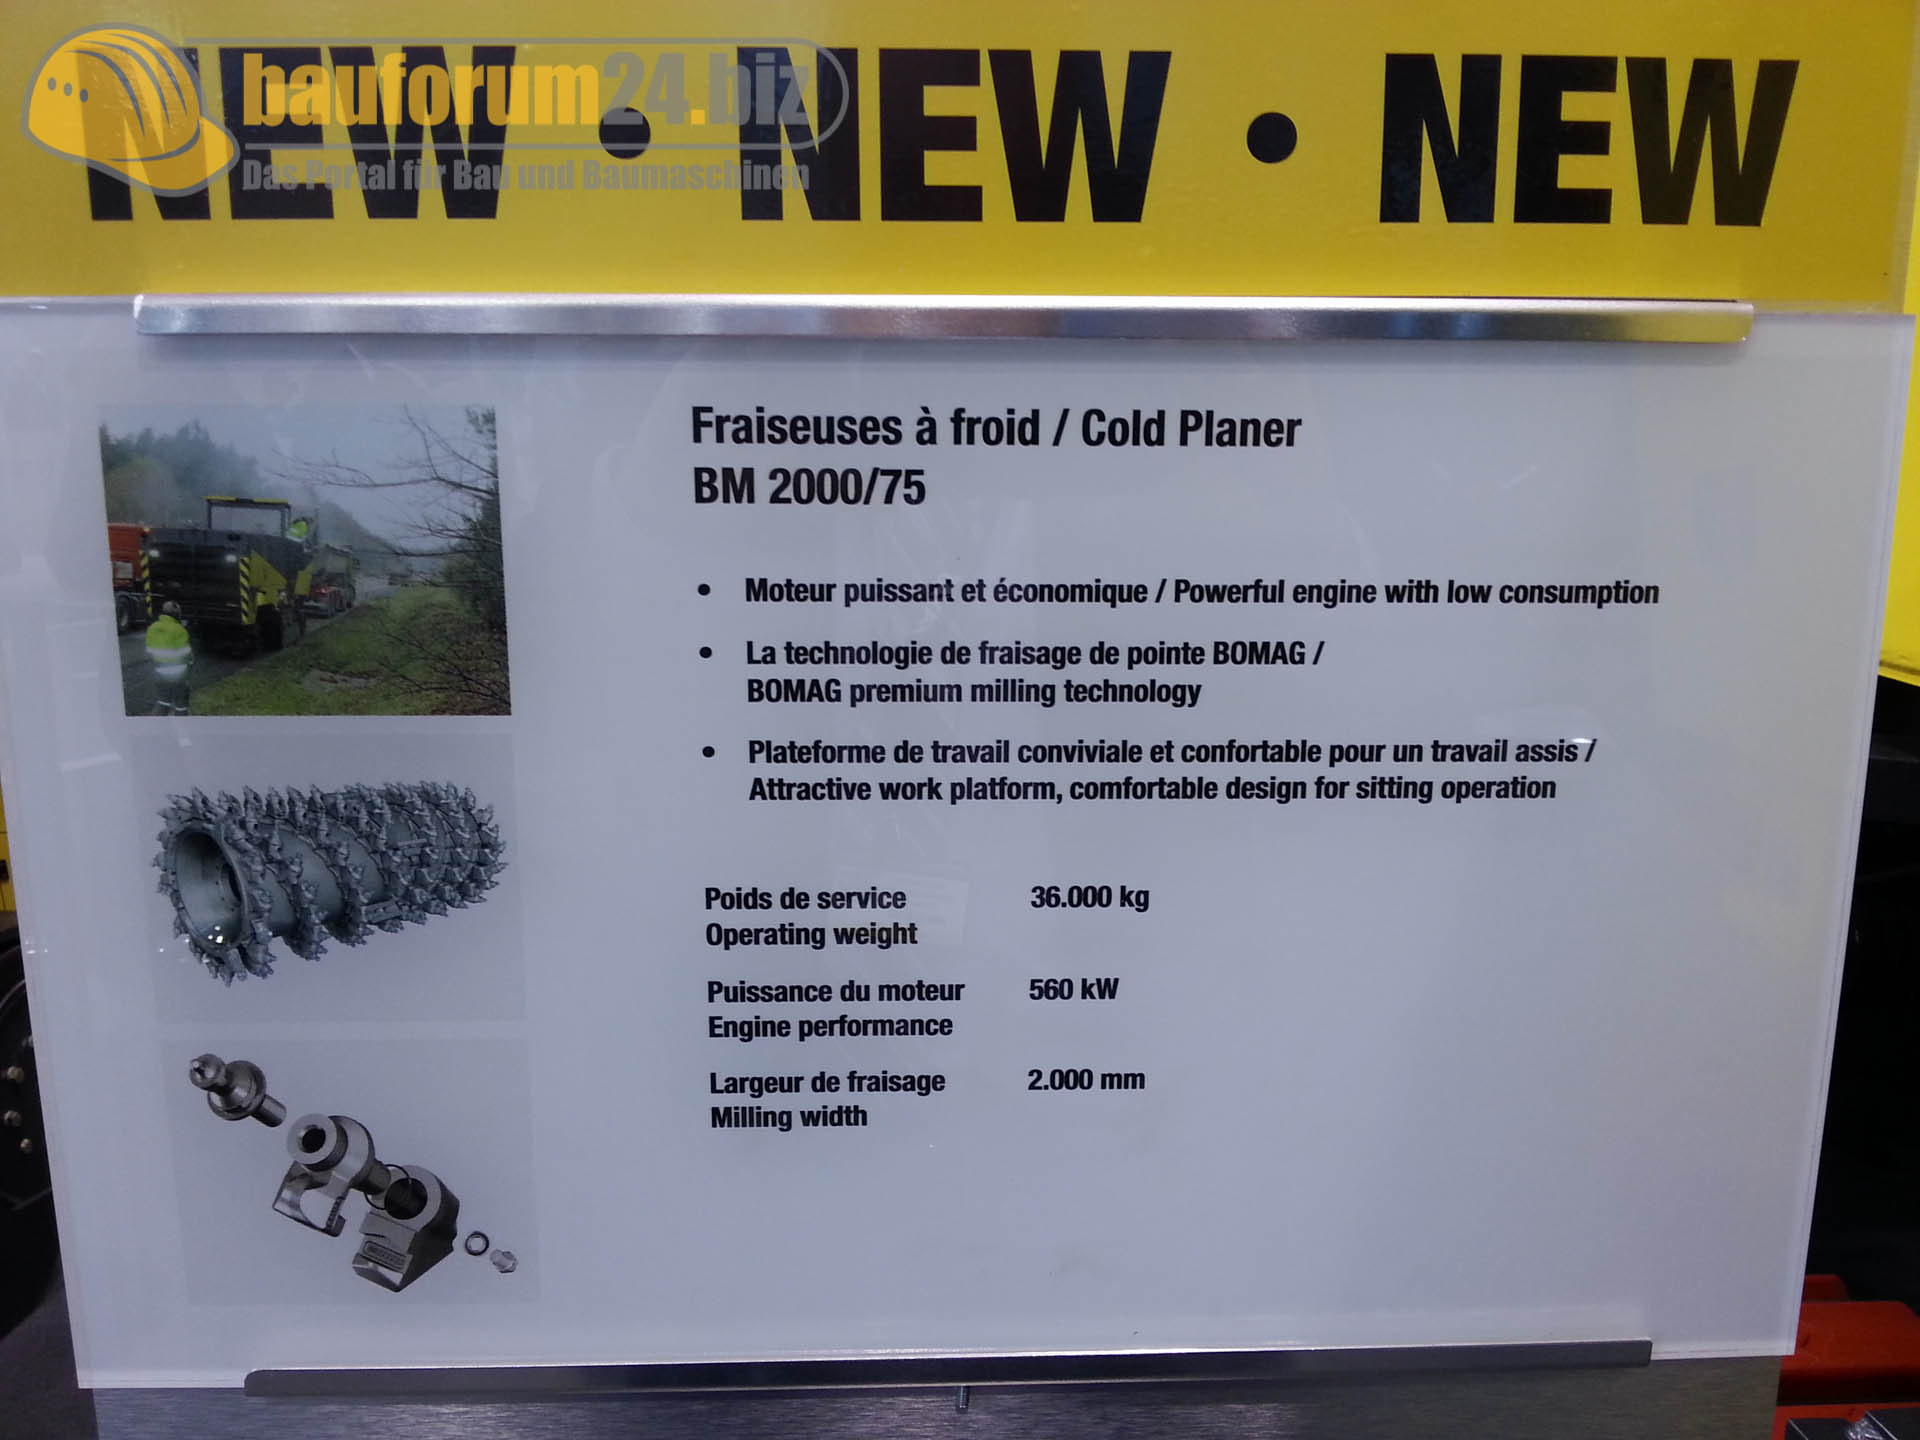 NEW • NEW • NEW
bauforum24.biz
Das Portal für Bau und Baumaschinen
Fraiseuses à froid / Cold Planer
BM 2000/75
• Moteur puissant et économique / Powerful engine with low consumption
• La technologie de fraisage de pointe BOMAG /
BOMAG premium milling technology
• Plateforme de travail conviviale et confortable pour un travail assis /
Attractive work platform, comfortable design for sitting operation
Poids de service 36.000 kg
Operating weight
Puissance du moteur 560 kW
Engine performance
Largeur de fraisage 2.000 mm
Milling width